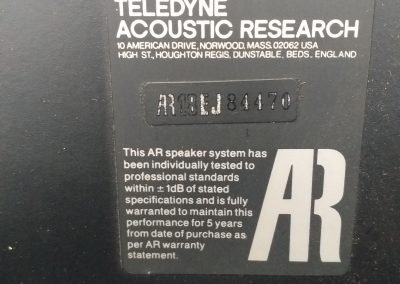 TELEDYNE
ACOUSTIC RESEARCH
10 AMERICAN DRIVE, NORWOOD, MASS. 02062 USA
HIGH ST., HOUGHTON REGIS, DUNSTABLE, BEDS., ENGLAND
84470
This AR speaker system has
been individually tested to
professional standards
within ± 1dB of stated
specifications and is fully
warranted to maintain this
performance for 5 years
from date of purchase as
per AR warranty
statement.
AR